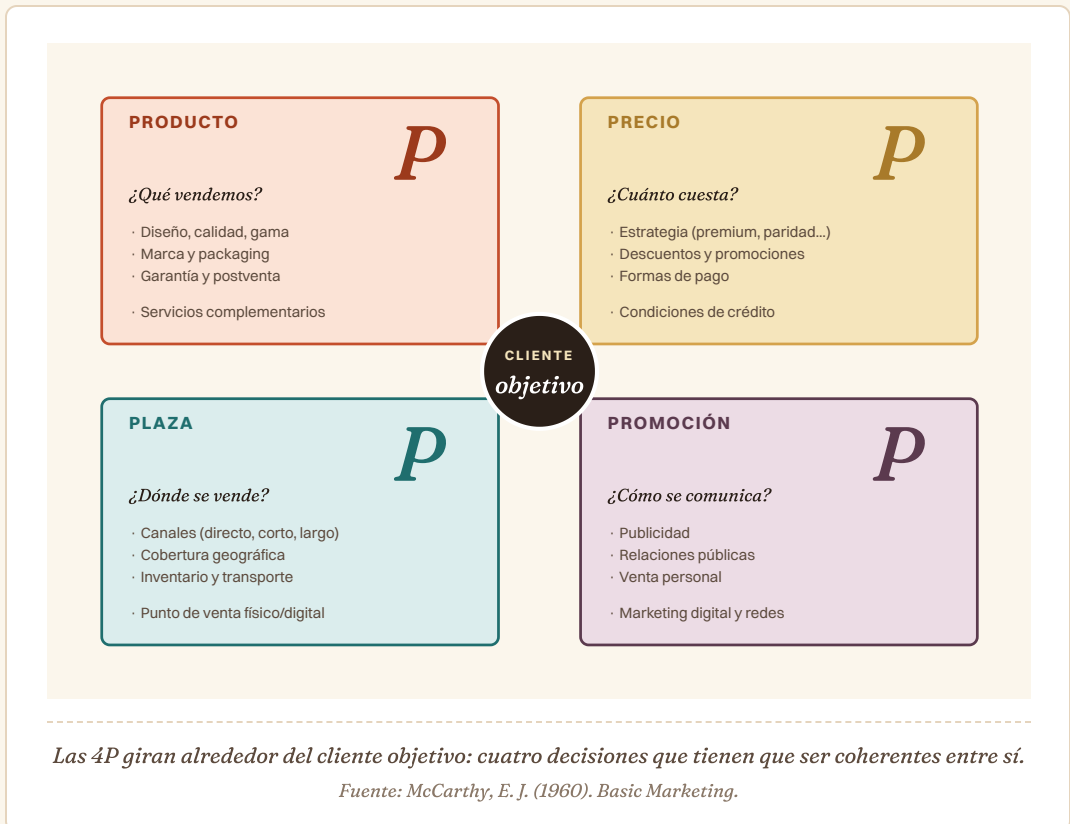 PRODUCTO
P
¿Qué vendemos?
· Diseño, calidad, gama
· Marca y packaging
· Garantía y postventa
· Servicios complementarios
PRECIO
P
¿Cuánto cuesta?
· Estrategia (premium, paridad...)
· Descuentos y promociones
· Formas de pago
· Condiciones de crédito
CLIENTE
objetivo
PLAZA
P
¿Dónde se vende?
· Canales (directo, corto, largo)
· Cobertura geográfica
· Inventario y transporte
· Punto de venta físico/digital
PROMOCIÓN
P
¿Cómo se comunica?
· Publicidad
· Relaciones públicas
· Venta personal
· Marketing digital y redes
Las 4P giran alrededor del cliente objetivo: cuatro decisiones que tienen que ser coherentes entre sí.
Fuente: McCarthy, E. J. (1960). Basic Marketing.